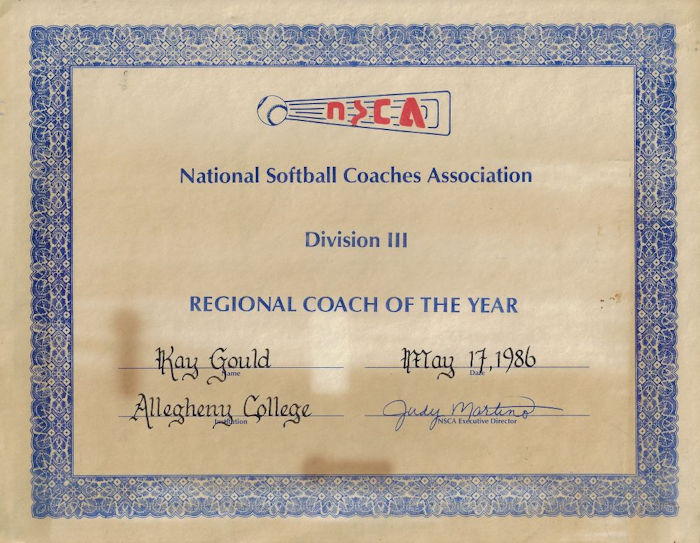 NSCA
National Softball Coaches Association
Division III
REGIONAL COACH OF THE YEAR
Kay Gould
Name
May 17, 1986
Date
Allegheny College
Institution
Judy Martino
NSCA Executive Director